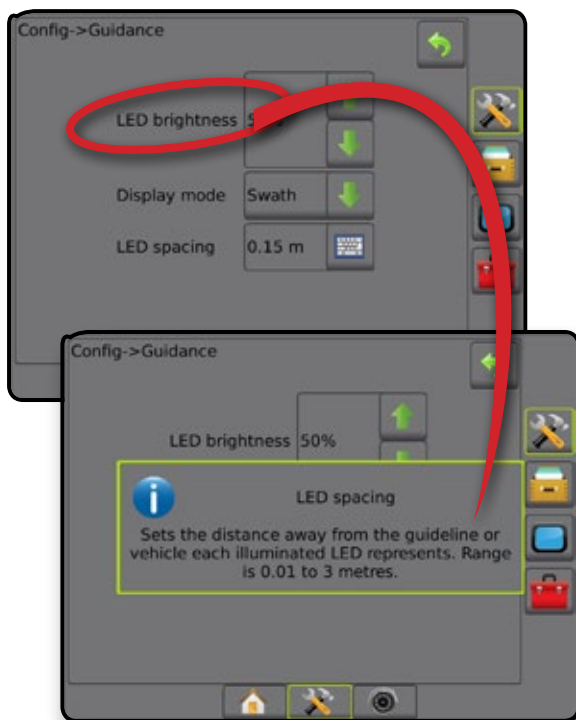 Config->Guidance
LED brightness
Display mode Swath
LED spacing 0.15 m
Config->Guidance
LED brightness 50%
LED spacing
Sets the distance away from the guideline or
vehicle each illuminated LED represents. Range
is 0.01 to 3 metres.